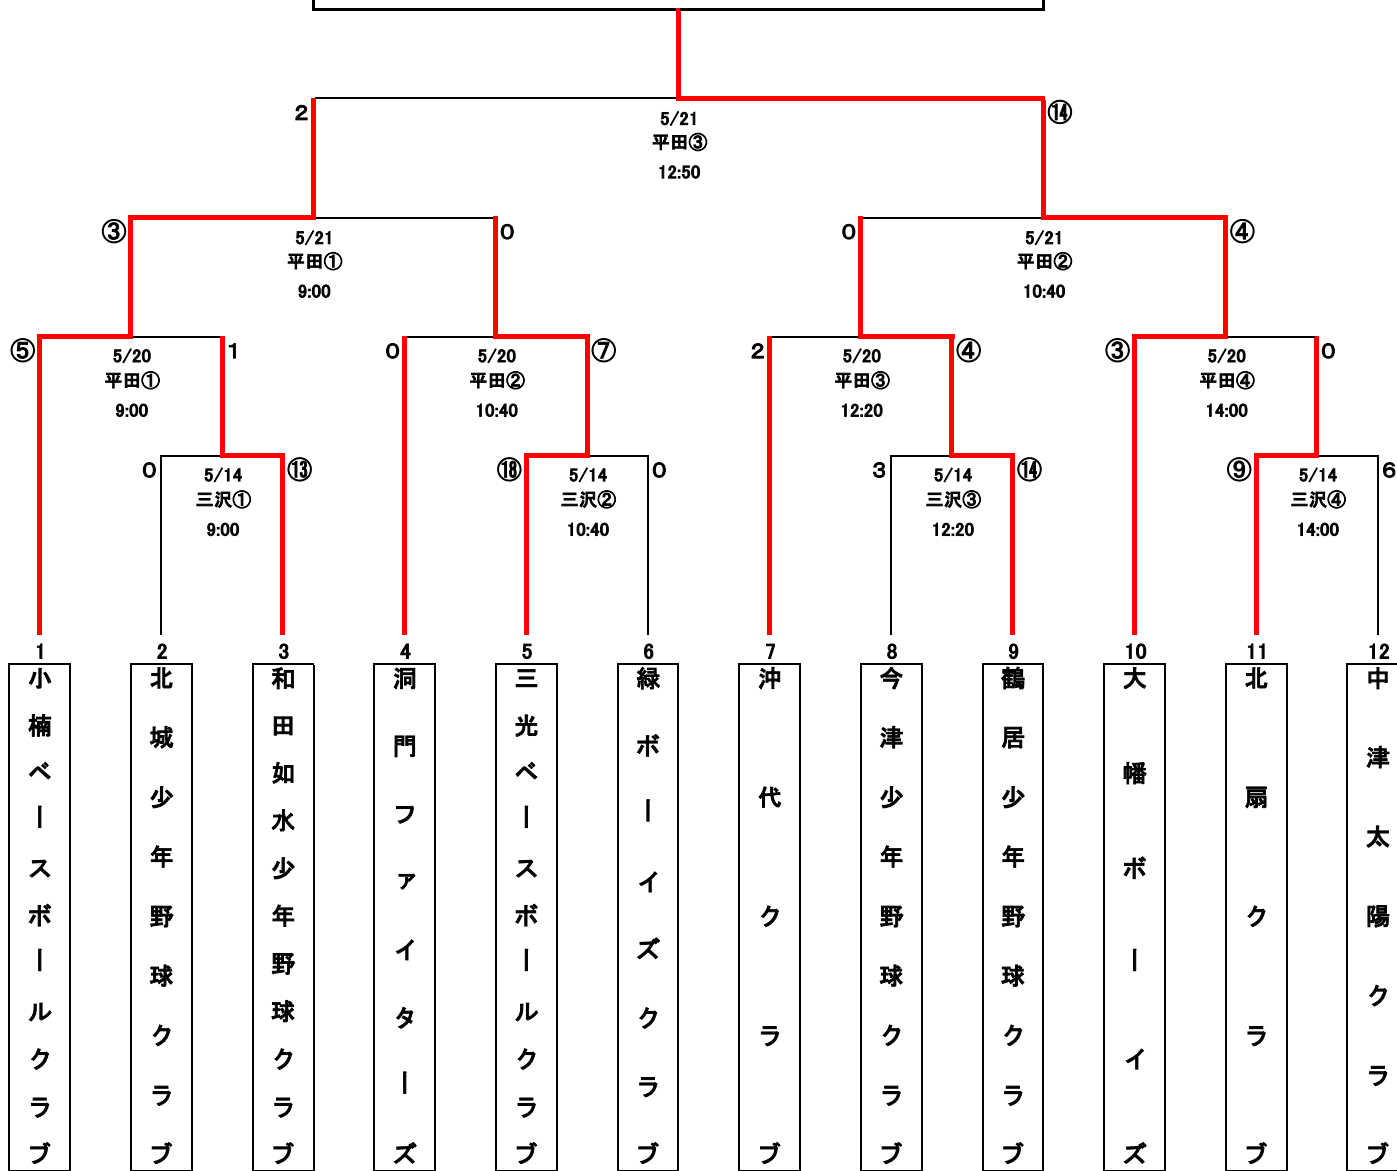 2
⑭
5/21
平田③
12:50
③
0
0
④
5/21
平田①
9:00
5/21
平田②
10:40
⑤
1
0
⑦
2
④
③
0
5/20
平田①
9:00
5/20
平田②
10:40
5/20
平田③
12:20
5/20
平田④
14:00
0
⑬
⑱
0
3
⑭
⑨
6
5/14
三沢①
9:00
5/14
三沢②
10:40
5/14
三沢③
12:20
5/14
三沢④
14:00
1
2
3
4
5
6
7
8
9
10
11
12
小楠ベースボールクラブ
北城少年野球クラブ
和田如水少年野球クラブ
洞門ファイターズ
三光ベースボールクラブ
緑ボーイズクラブ
沖代クラブ
今津少年野球クラブ
鶴居少年野球クラブ
大幡ボーイズ
北扇クラブ
中津太陽クラブ